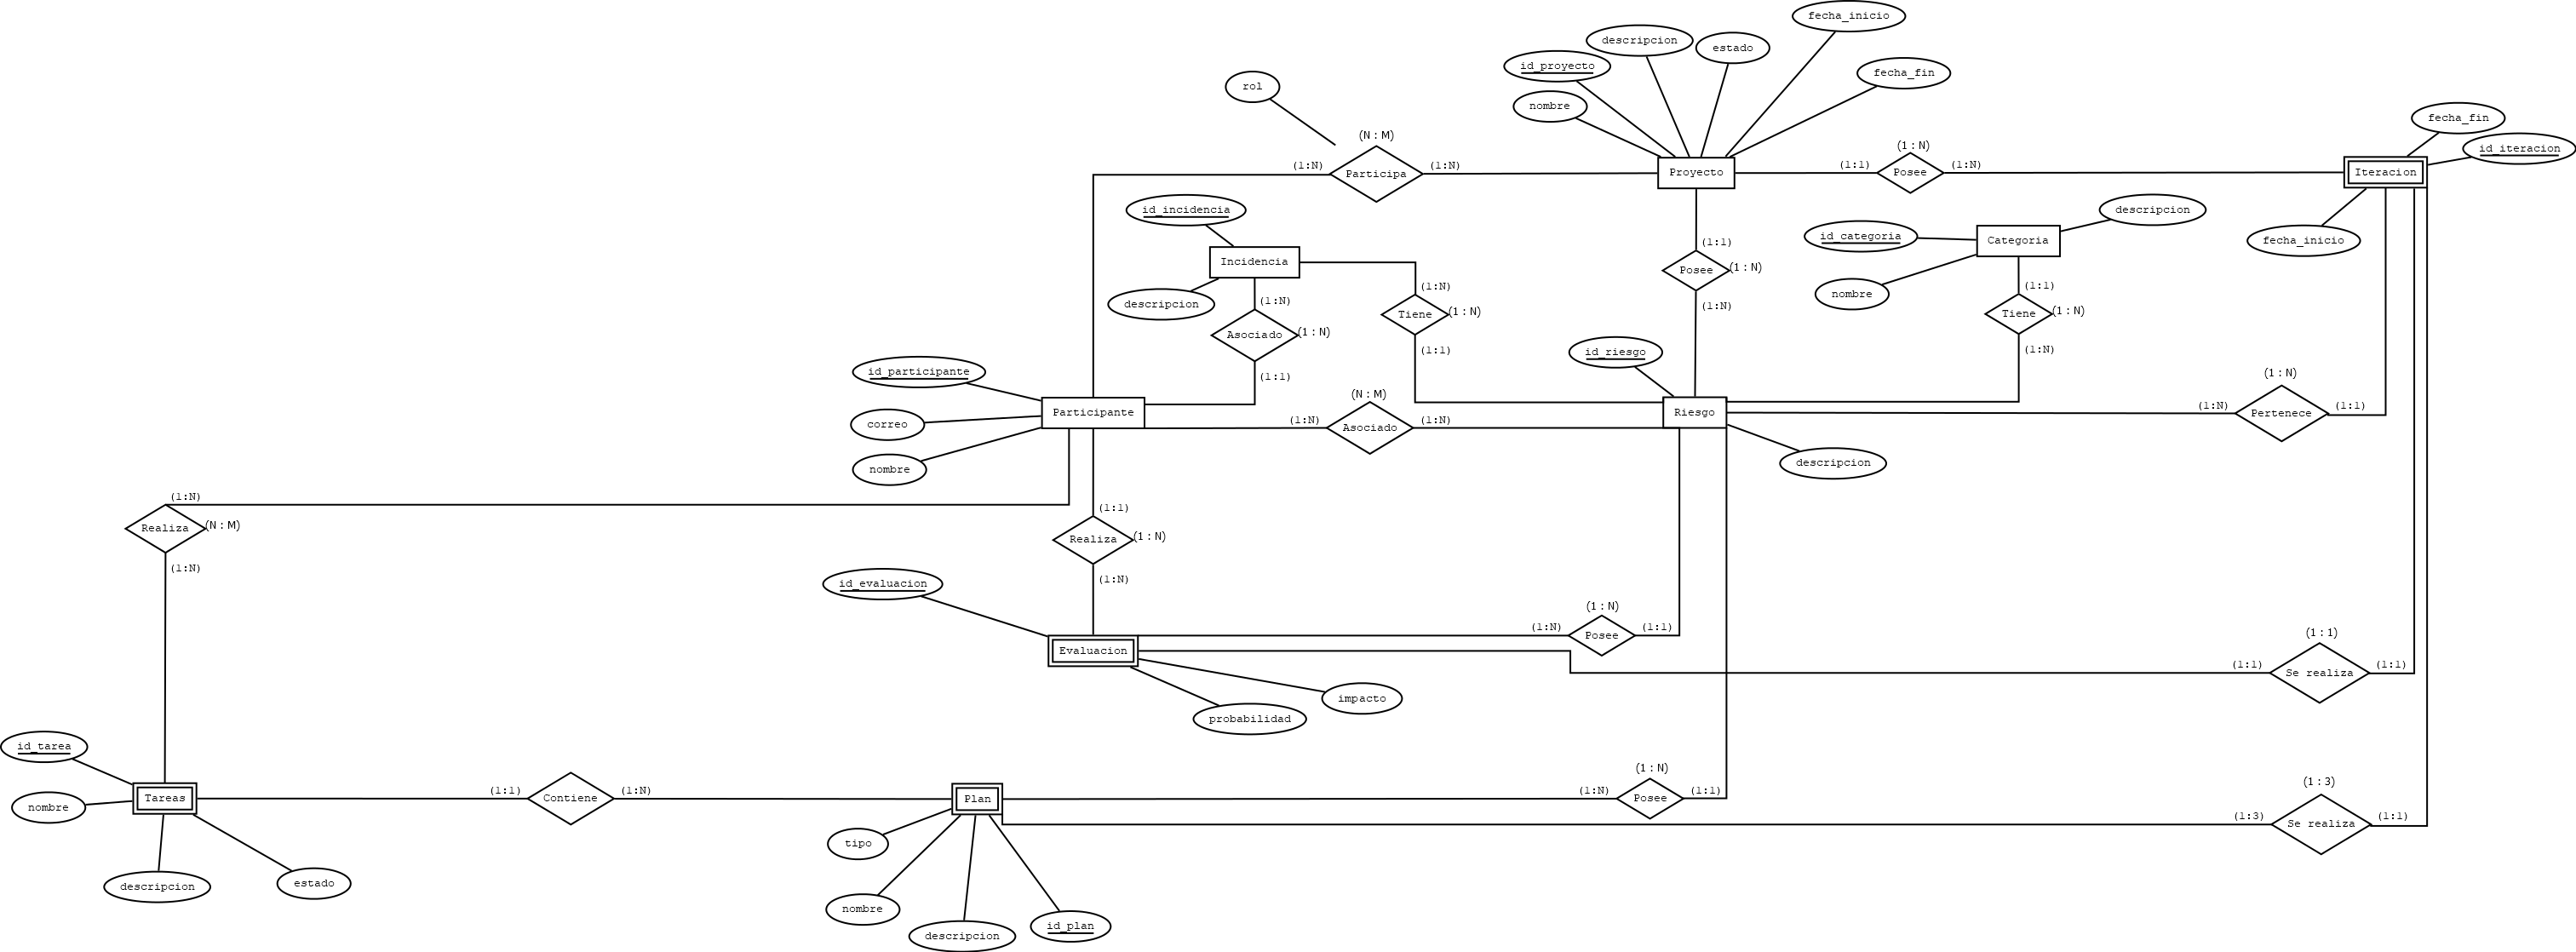 fecha_inicio
descripcion
estado
id_proyecto
fecha_fin
rol
nombre
fecha_fin
(N:M)
(1:N)
id_iteracion
(1:N)
(1:N)
(1:1)
(1:N)
Participa
Proyecto
Posee
Iteracion
id_incidencia
descripcion
id_categoria
Categoria
fecha_inicio
(1:1)
Incidencia
Posee
(1:N)
(1:N)
(1:1)
nombre
descripcion
(1:N)
(1:N)
Tiene
(1:N)
Tiene
(1:N)
Asociado
(1:N)
(1:1)
(1:N)
id_riesgo
id_participante
(1:1)
(1:N)
(N:M)
Participante
Riesgo
(1:N)
(1:1)
Pertenece
correo
(1:N)
(1:N)
Asociado
nombre
descripcion
(1:N)
(1:1)
Realiza
(N:M)
Realiza
(1:N)
(1:N)
(1:N)
id_evaluacion
(1:N)
(1:N)
(1:1)
Posee
(1:1)
Evaluacion
(1:1)
(1:1)
Se realiza
impacto
probabilidad
id_tarea
(1:N)
(1:3)
(1:1)
(1:N)
(1:N)
(1:1)
Tareas
Contiene
Plan
Posee
nombre
(1:3)
(1:1)
Se realiza
tipo
descripcion
estado
nombre
id_plan
descripcion